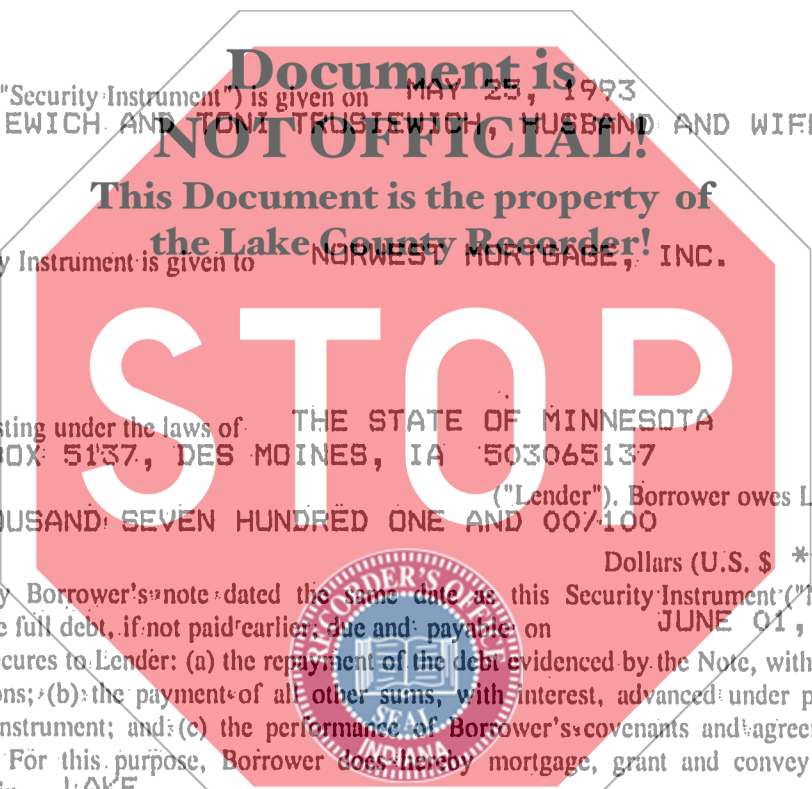 Document is
"Security Instrument") is given on MAY 25, 1993
EWICH AND TONI TROSIEWICH, HUSBAND AND WIFE
NOT OFFICIAL!
This Document is the property of
the Lake County Recorder!
y Instrument is given to NORWEST MORTGAGE, INC.
STOP
sting under the laws of THE STATE OF MINNESOTA
OX 5137, DES MOINES, IA 503065137
("Lender"). Borrower owes L
OUSAND SEVEN HUNDRED ONE AND 00/100
Dollars (U.S. $ *
y Borrower's note dated the same date as this Security Instrument ("
e full debt, if not paid earlier, due and payable on JUNE 01,
cures to Lender: (a) the repayment of the debt evidenced by the Note, with
ons; (b) the payment of all other sums, with interest, advanced under p
nstrument; and (c) the performance of Borrower's covenants and agree
For this purpose, Borrower does hereby mortgage, grant and convey
LAKE
RECORDER'S OFFICE
SEAL
INDIANA